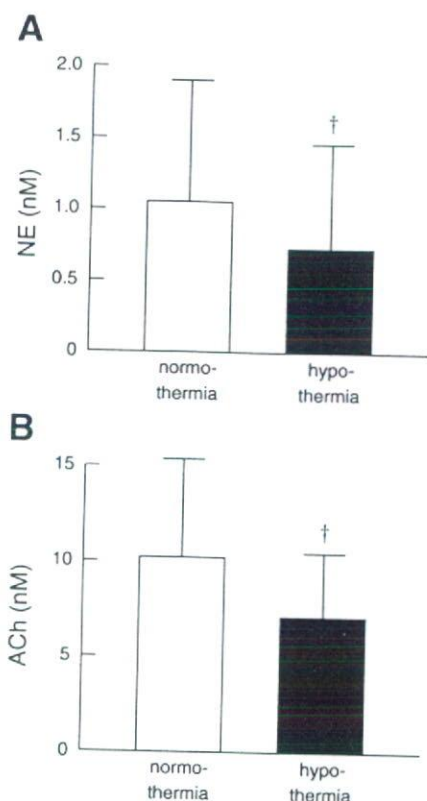 A
2.0
1.5
1.0
0.5
0
NE (nM)
†
normo-
thermia
hypo-
thermia
B
15
10
5
0
ACh (nM)
†
normo-
thermia
hypo-
thermia